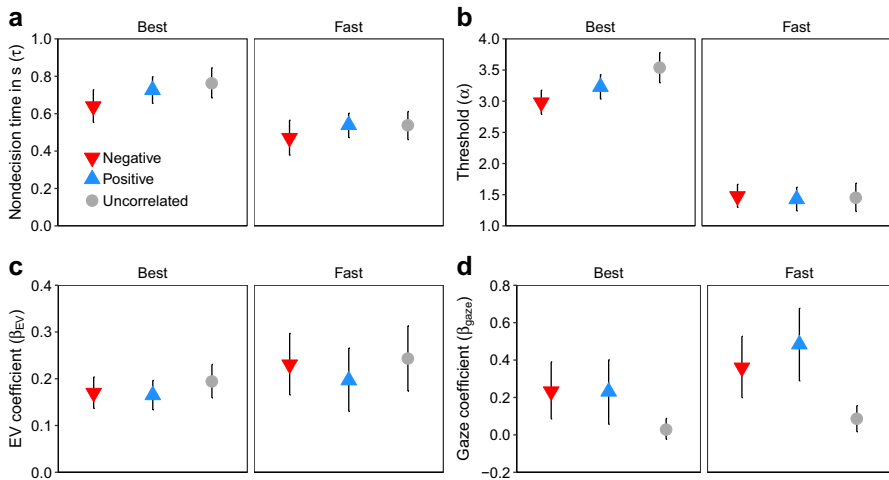 a
Best
Fast
Nondecision time in s (τ)
1.0
0.8
0.6
0.4
0.2
0.0
Negative
Positive
Uncorrelated
b
Best
Fast
Threshold (α)
4.0
3.5
3.0
2.5
2.0
1.5
1.0
c
Best
Fast
EV coefficient (βEV)
0.4
0.3
0.2
0.1
0.0
d
Best
Fast
Gaze coefficient (βgaze)
0.8
0.6
0.4
0.2
0.0
−0.2